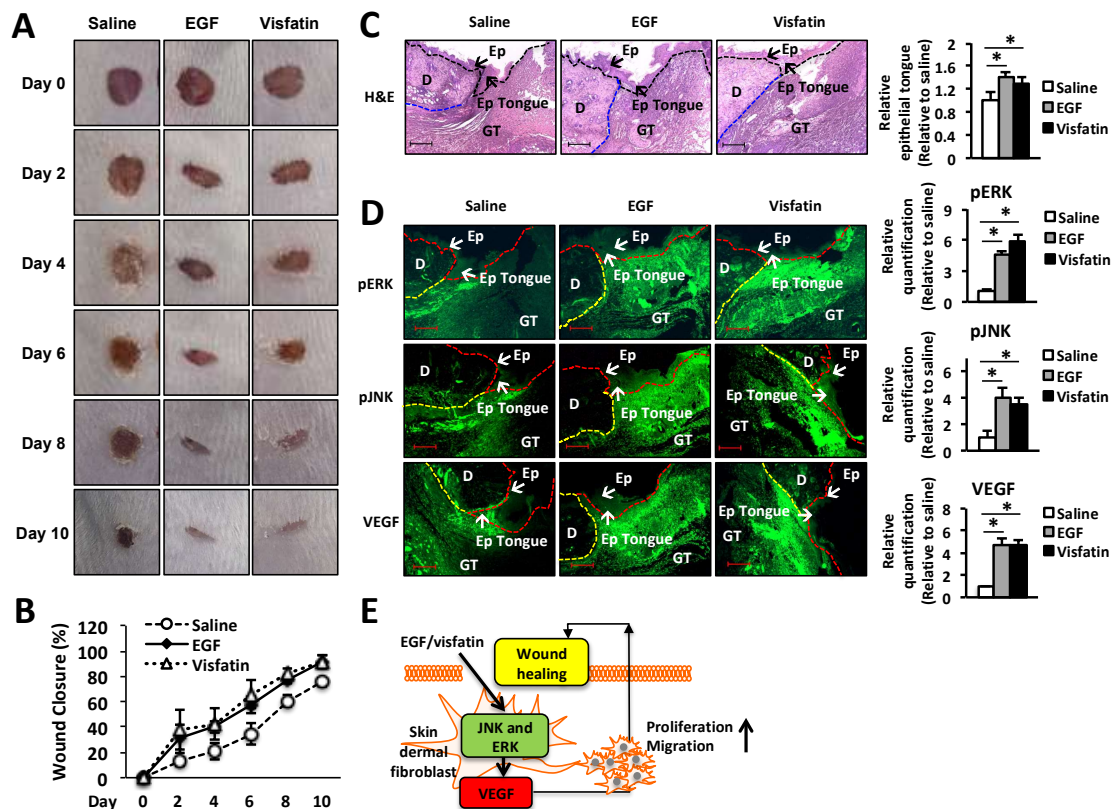 A
Saline
EGF
Visfatin
Day 0
Day 2
Day 4
Day 6
Day 8
Day 10
B
Wound Closure (%)
120
100
80
60
40
20
0
Saline
EGF
Visfatin
Day
0
2
4
6
8
10
C
Saline
EGF
Visfatin
H&E
Ep
D
Ep Tongue
GT
Ep
D
Ep Tongue
GT
Ep
D
Ep Tongue
GT
Relative
epithelial tongue
(Relative to saline)
1.6
1.2
0.8
0.4
0
*
*
Saline
EGF
Visfatin
D
Saline
EGF
Visfatin
pERK
Ep
D
Ep Tongue
GT
Ep
D
Ep Tongue
GT
Ep
D
Ep Tongue
GT
pERK
Relative
quantification
(Relative to saline)
9
6
3
0
*
*
Saline
EGF
Visfatin
pJNK
D
Ep
Ep Tongue
GT
Ep
D
Ep Tongue
GT
Ep
D
Ep Tongue
GT
pJNK
Relative
quantification
(Relative to saline)
6
4
2
0
*
*
Saline
EGF
Visfatin
VEGF
D
Ep
Ep Tongue
GT
Ep
D
Ep Tongue
GT
D
Ep
Ep Tongue
GT
VEGF
Relative
quantification
(Relative to saline)
8
6
4
2
0
*
*
Saline
EGF
Visfatin
E
EGF/visfatin
Wound
healing
JNK and
ERK
Skin
dermal
fibroblast
VEGF
Proliferation
Migration